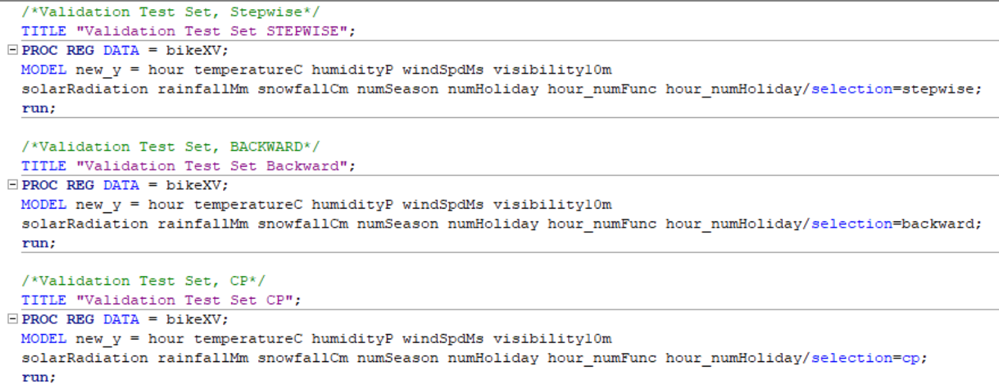 /*Validation Test Set, Stepwise*/
TITLE "Validation Test Set STEPWISE";
PROC REG DATA = bikeXV;
MODEL new_y = hour temperatureC humidityP windSpdMs visibility10m
solarRadiation rainfallMm snowfallCm numSeason numHoliday hour_numFunc hour_numHoliday/selection=stepwise;
run;
/*Validation Test Set, BACKWARD*/
TITLE "Validation Test Set Backward";
PROC REG DATA = bikeXV;
MODEL new_y = hour temperatureC humidityP windSpdMs visibility10m
solarRadiation rainfallMm snowfallCm numSeason numHoliday hour_numFunc hour_numHoliday/selection=backward;
run;
/*Validation Test Set, CP*/
TITLE "Validation Test Set CP";
PROC REG DATA = bikeXV;
MODEL new_y = hour temperatureC humidityP windSpdMs visibility10m
solarRadiation rainfallMm snowfallCm numSeason numHoliday hour_numFunc hour_numHoliday/selection=cp;
run;